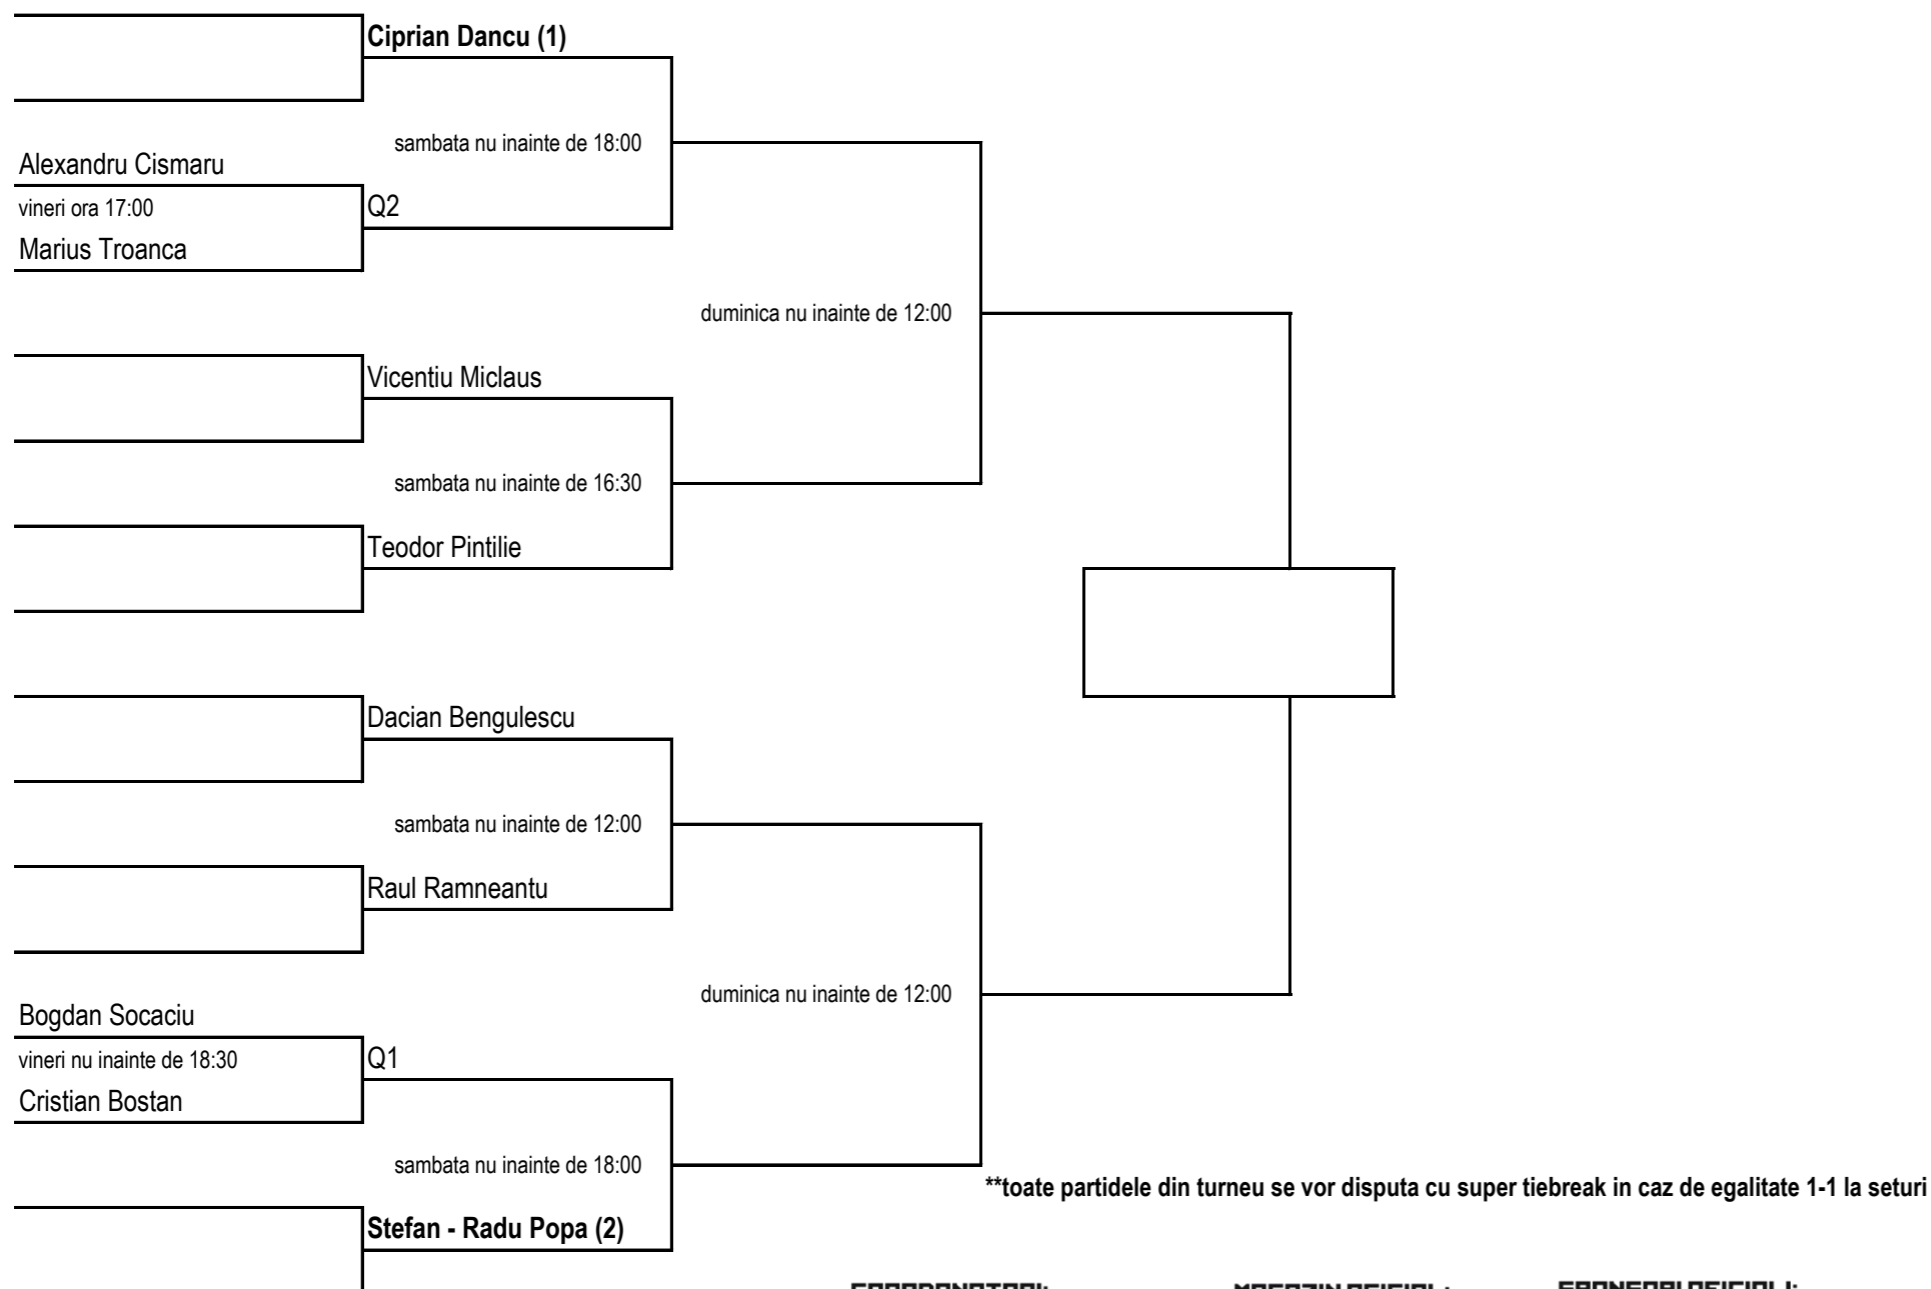 Ciprian Dancu (1)
sambata nu inainte de 18:00
Alexandru Cismaru
vineri ora 17:00
Q2
Marius Troanca
duminica nu inainte de 12:00
Vicentiu Miclaus
sambata nu inainte de 16:30
Teodor Pintilie
Dacian Bengulescu
sambata nu inainte de 12:00
Raul Ramneantu
duminica nu inainte de 12:00
Bogdan Socaciu
vineri nu inainte de 18:30
Q1
Cristian Bostan
sambata nu inainte de 18:00
**toate partidele din turneu se vor disputa cu super tiebreak in caz de egalitate 1-1 la seturi
Stefan - Radu Popa (2)
MAGAZIN OFICIAL:
SPONSORI OFICIALI: